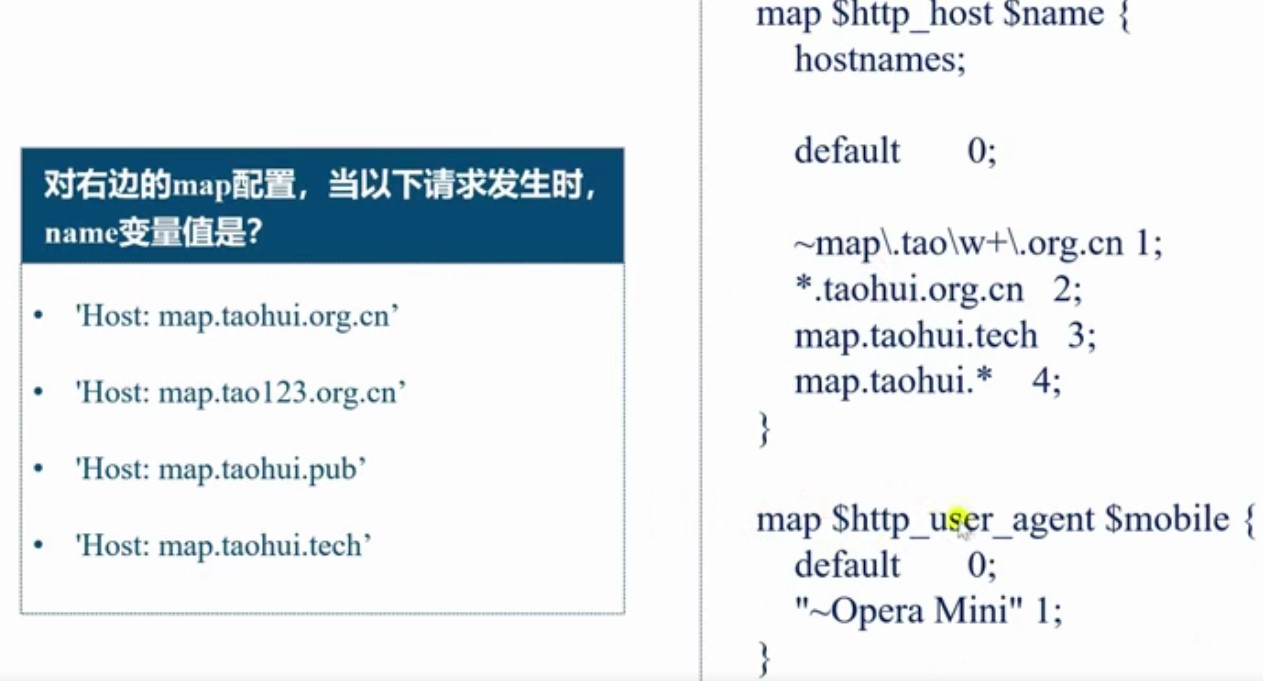 对右边的map配置，当以下请求发生时，
name变量值是？
• 'Host: map.taohui.org.cn’
• 'Host: map.tao123.org.cn’
• 'Host: map.taohui.pub’
• 'Host: map.taohui.tech’
map $http_host $name {
hostnames;
default 0;
~map\.tao\w+\.org.cn 1;
*.taohui.org.cn 2;
map.taohui.tech 3;
map.taohui.* 4;
}
map $http_user_agent $mobile {
default 0;
"~Opera Mini" 1;
}